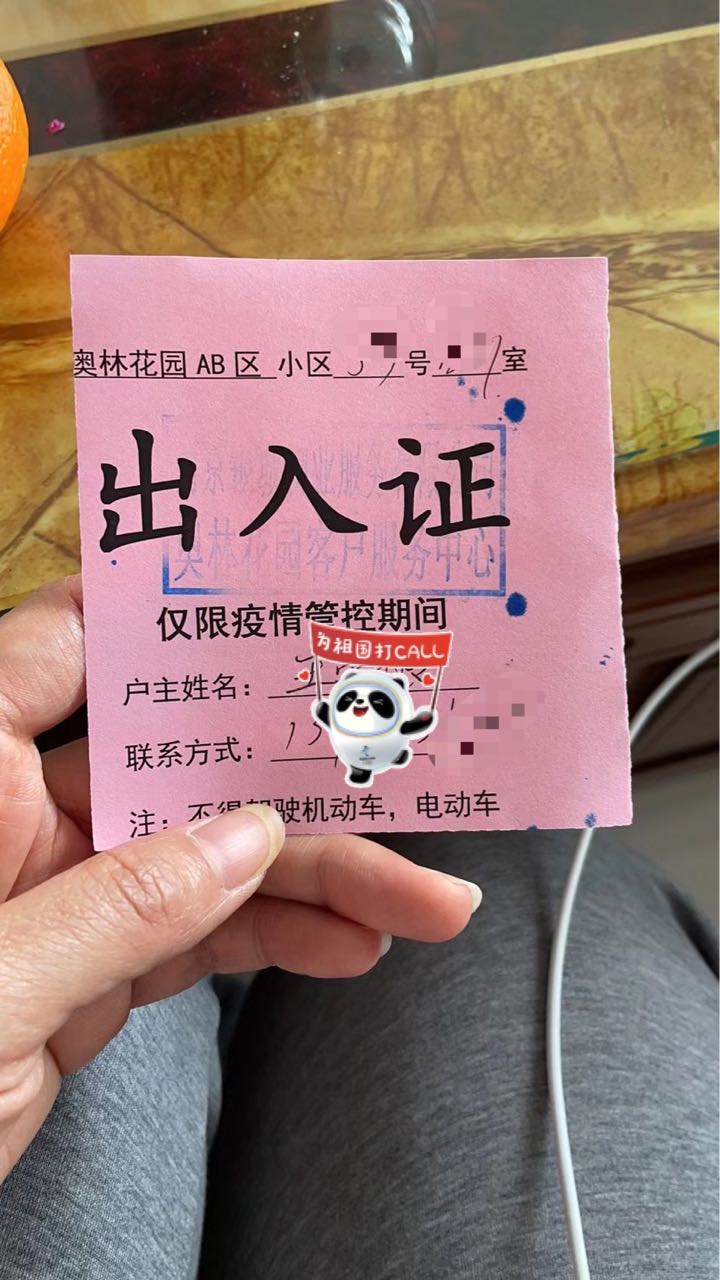 奥林花园 AB 区 小区 号 室
出入证
业服务
奥林花园客户服务中心
仅限疫情管控期间
为祖国打CALL
户主姓名：
联系方式：
注：不得驾驶机动车，电动车